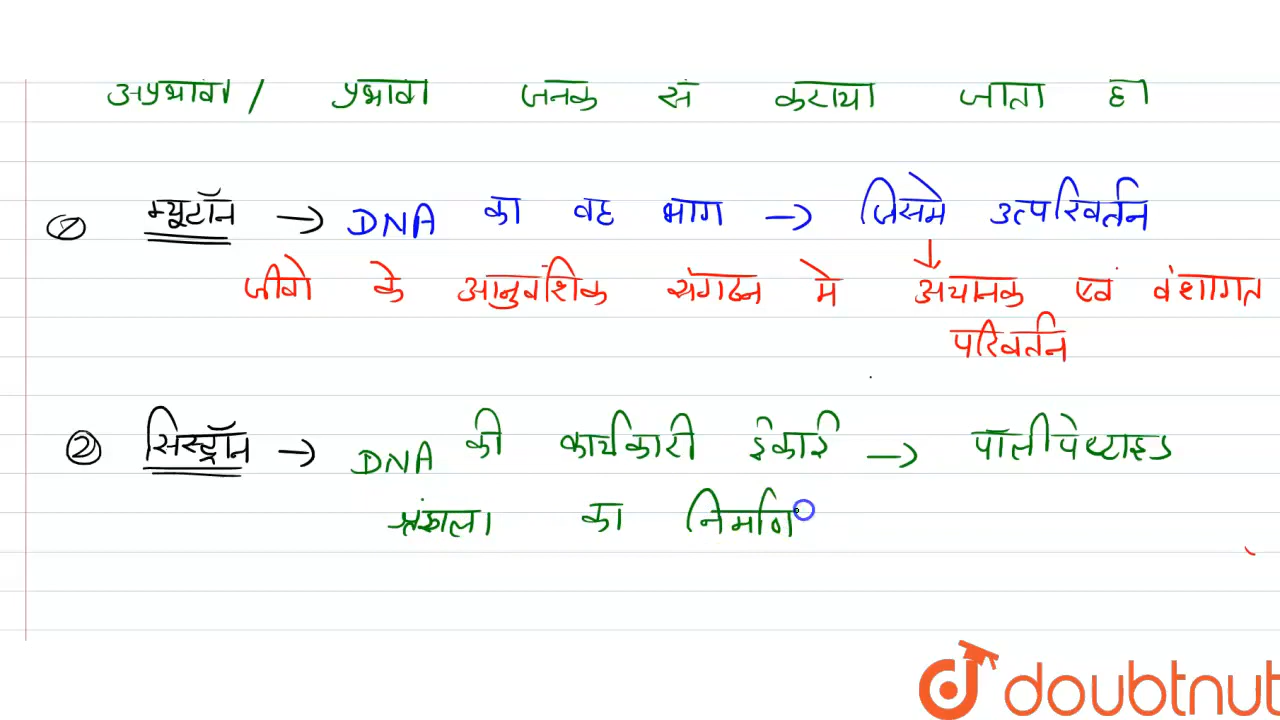 अप्रभावी / प्रभावी जनक से कराया जाता है।
① म्यूटॉन → DNA का वह भाग → जिसमे उत्परिवर्तन
जीवो के आनुवंशिक संगठन मे अचानक एवं वंशागत
परिवर्तन
② सिस्ट्रॉन → DNA की कार्यकारी इकाई → पॉलीपेप्टाइड
श्रृंखला का निर्माण
doubtnut